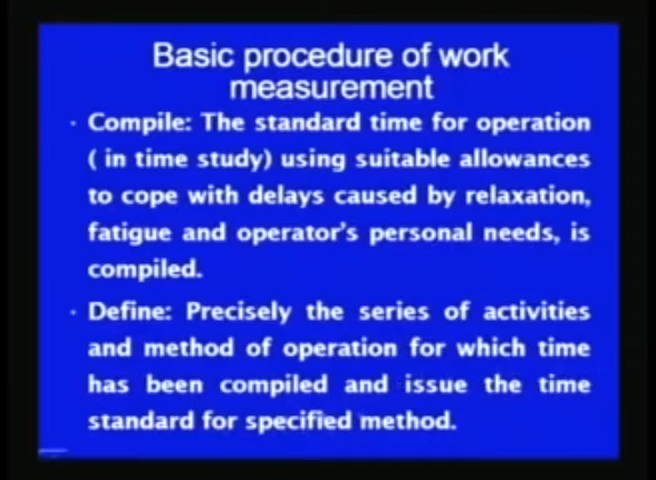 Basic procedure of work
measurement
· Compile: The standard time for operation
( in time study) using suitable allowances
to cope with delays caused by relaxation,
fatigue and operator's personal needs, is
compiled.
· Define: Precisely the series of activities
and method of operation for which time
has been compiled and issue the time
standard for specified method.